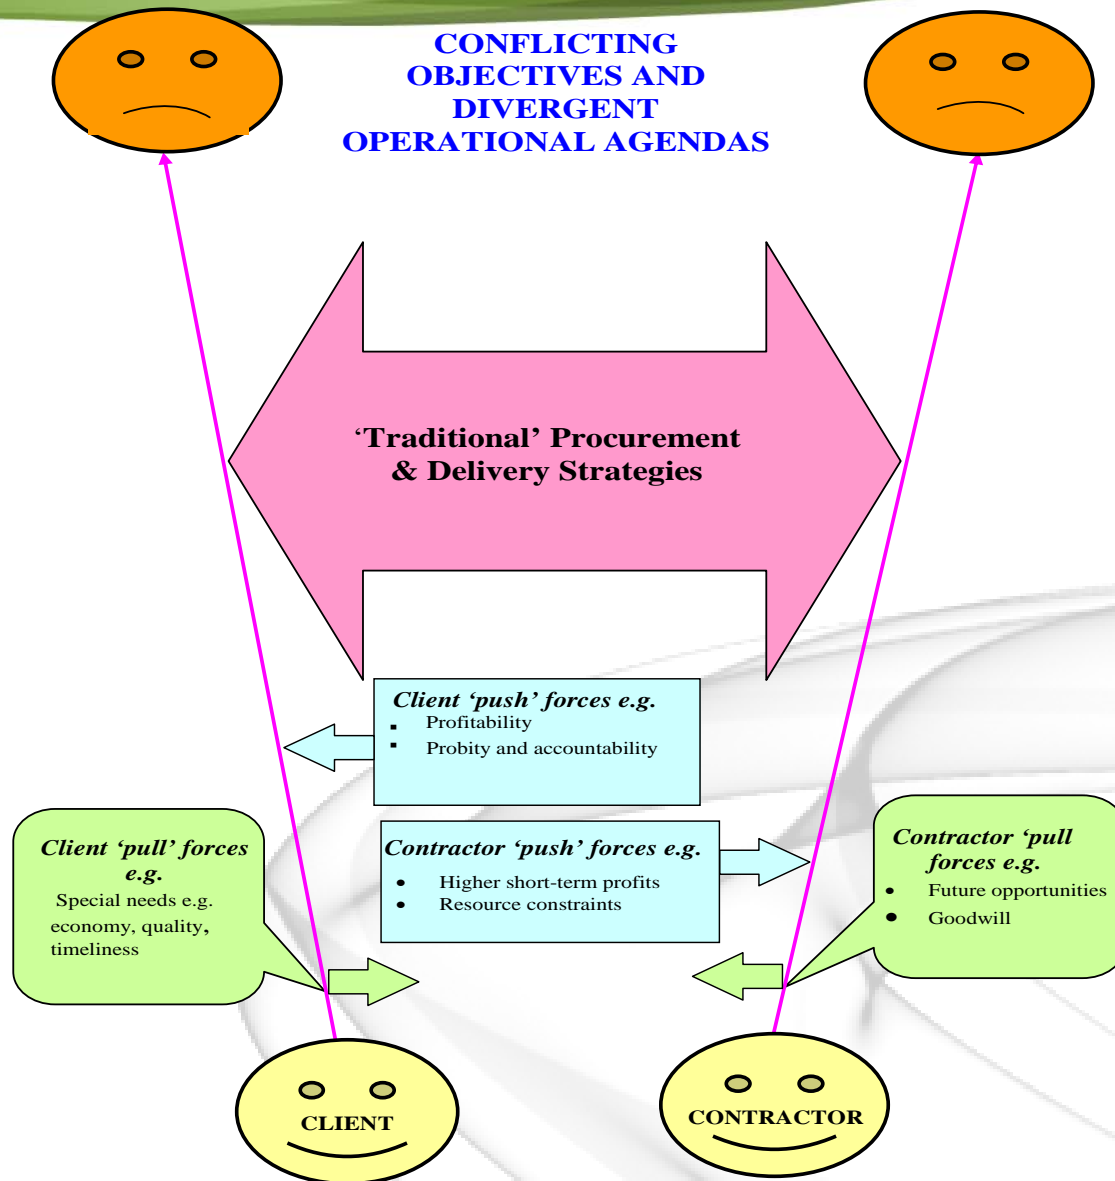 CONFLICTING
OBJECTIVES AND
DIVERGENT
OPERATIONAL AGENDAS
‘Traditional’ Procurement
& Delivery Strategies
Client ‘push’ forces e.g.
▪ Profitability
▪ Probity and accountability
Contractor ‘push’ forces e.g.
• Higher short-term profits
• Resource constraints
Client ‘pull’ forces
e.g.
Special needs e.g.
economy, quality,
timeliness
Contractor ‘pull
forces e.g.
• Future opportunities
• Goodwill
CLIENT
CONTRACTOR